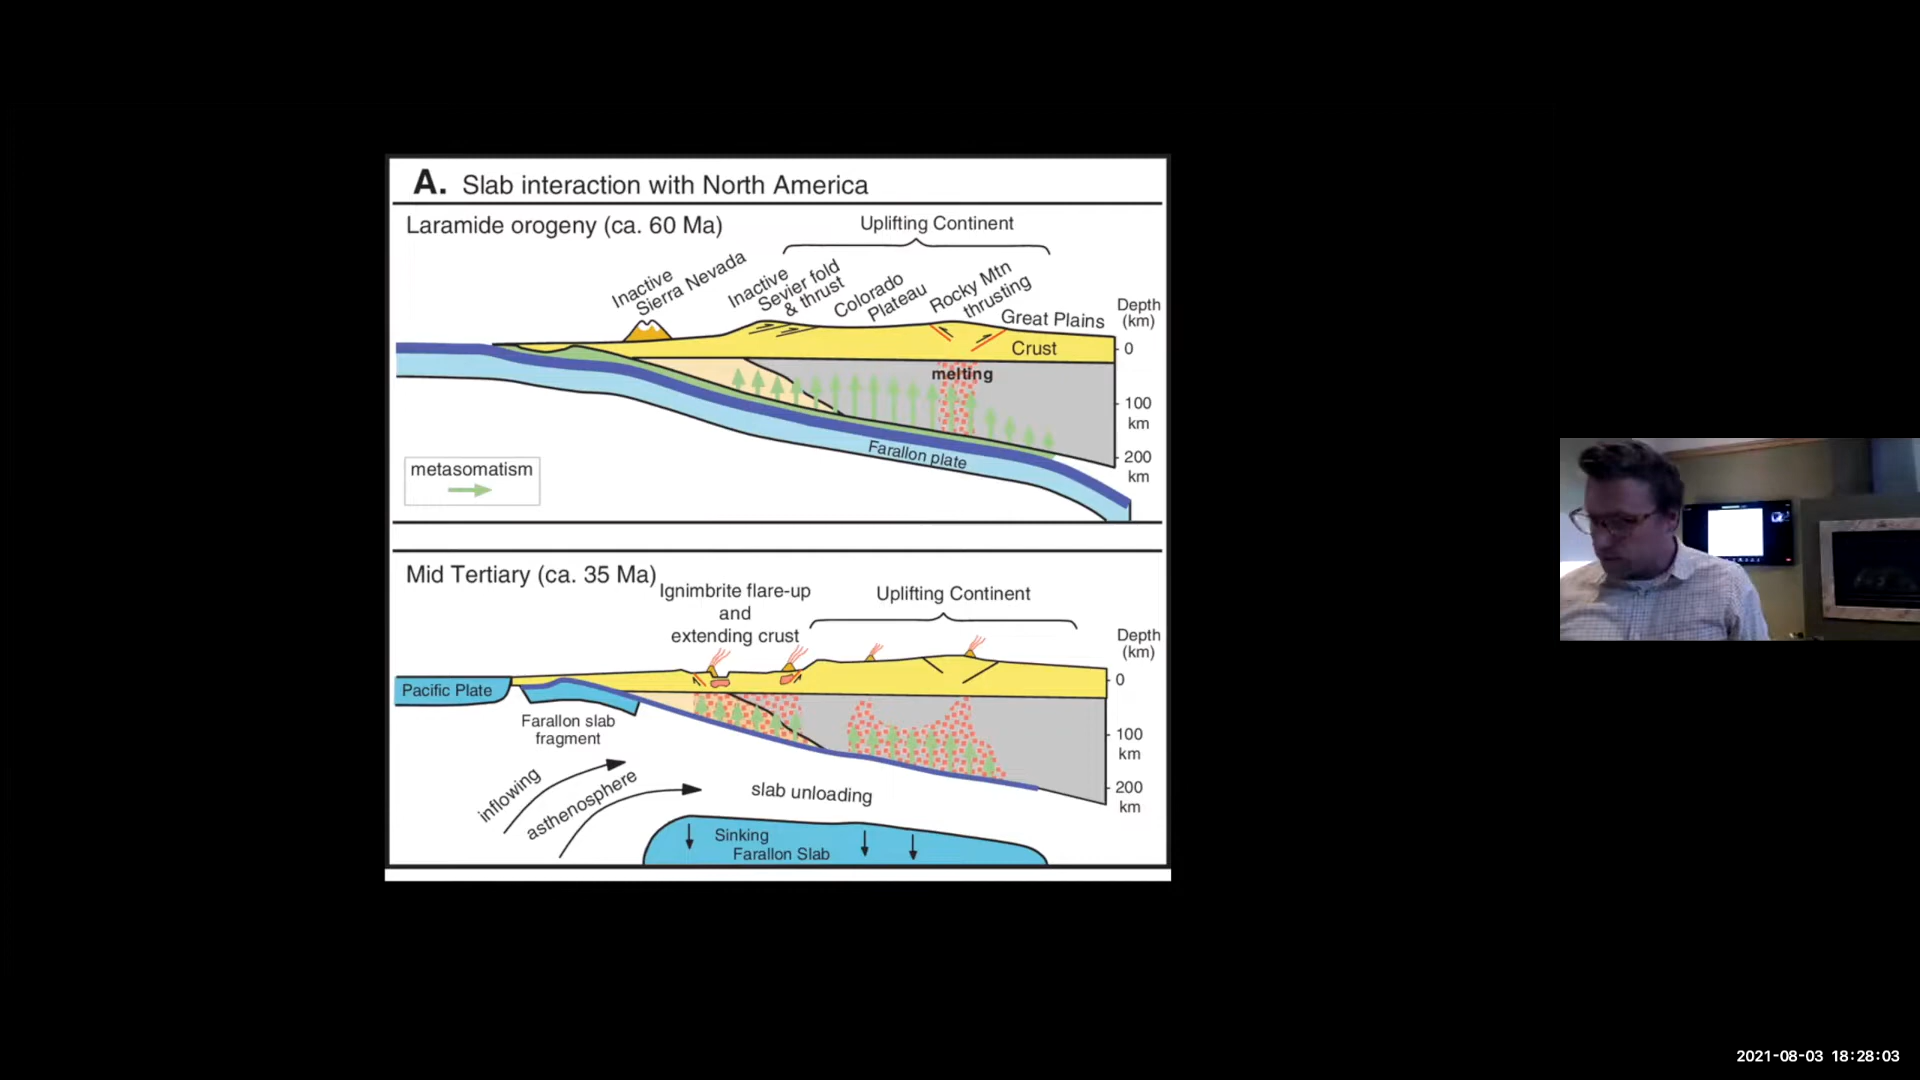 A. Slab interaction with North America
Laramide orogeny (ca. 60 Ma)
Uplifting Continent
Inactive
Sierra Nevada
Inactive
Sevier fold
& thrust
Colorado
Plateau
Rocky Mtn
thrusting
Great Plains
Depth
(km)
0
Crust
melting
100
km
Farallon plate
200
km
metasomatism
Mid Tertiary (ca. 35 Ma)
Ignimbrite flare-up
and
extending crust
Uplifting Continent
Depth
(km)
0
Pacific Plate
Farallon slab
fragment
100
km
inflowing
asthenosphere
slab unloading
200
km
Sinking
Farallon Slab
2021-08-03 18:28:03